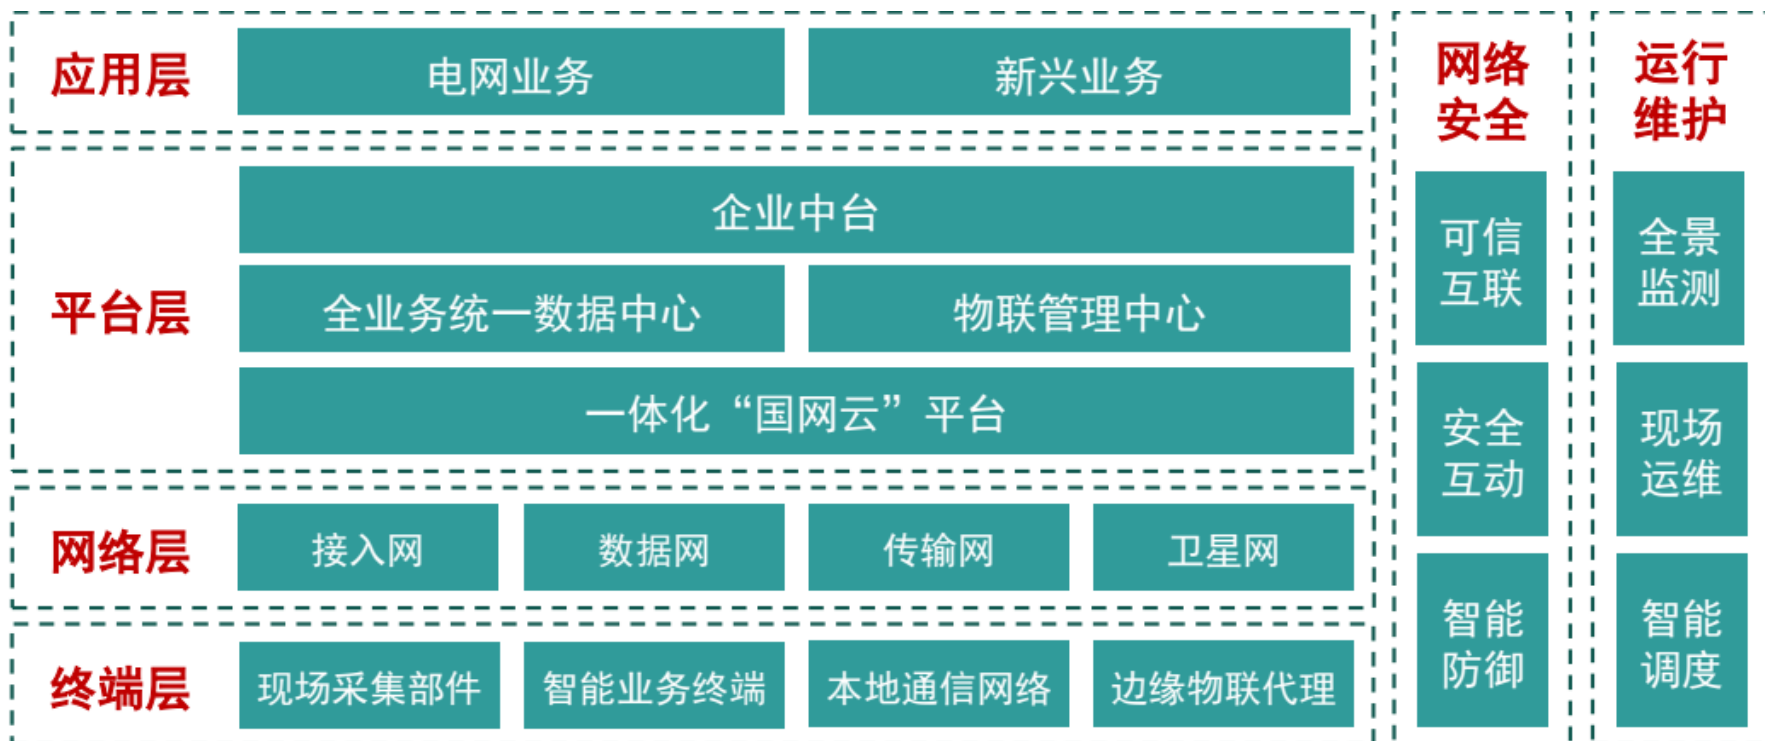 应用层
电网业务
新兴业务
平台层
企业中台
全业务统一数据中心
物联管理中心
一体化“国网云”平台
网络层
接入网
数据网
传输网
卫星网
终端层
现场采集部件
智能业务终端
本地通信网络
边缘物联代理
网络
安全
可信
互联
安全
互动
智能
防御
运行
维护
全景
监测
现场
运维
智能
调度